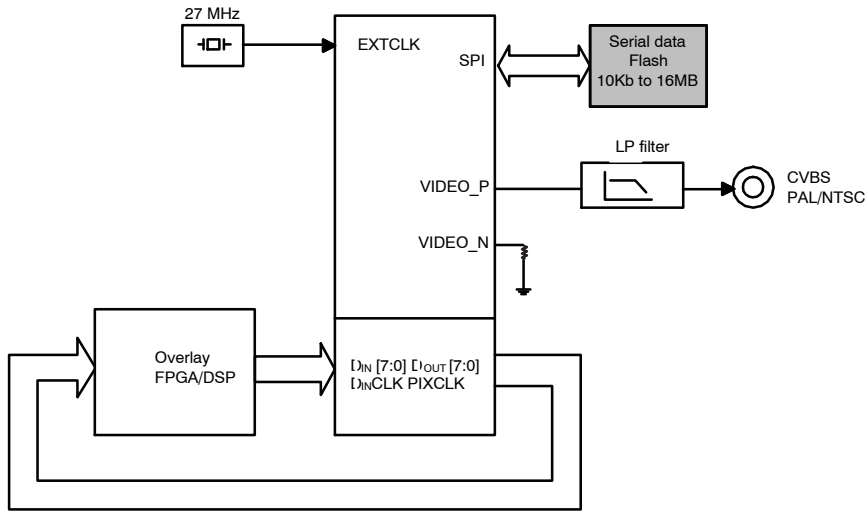 27 MHz
EXTCLK
SPI
Serial data
Flash
10Kb to 16MB
LP filter
VIDEO_P
CVBS
PAL/NTSC
VIDEO_N
Overlay
FPGA/DSP
DIN [7:0] DOUT [7:0]
DINCLK PIXCLK